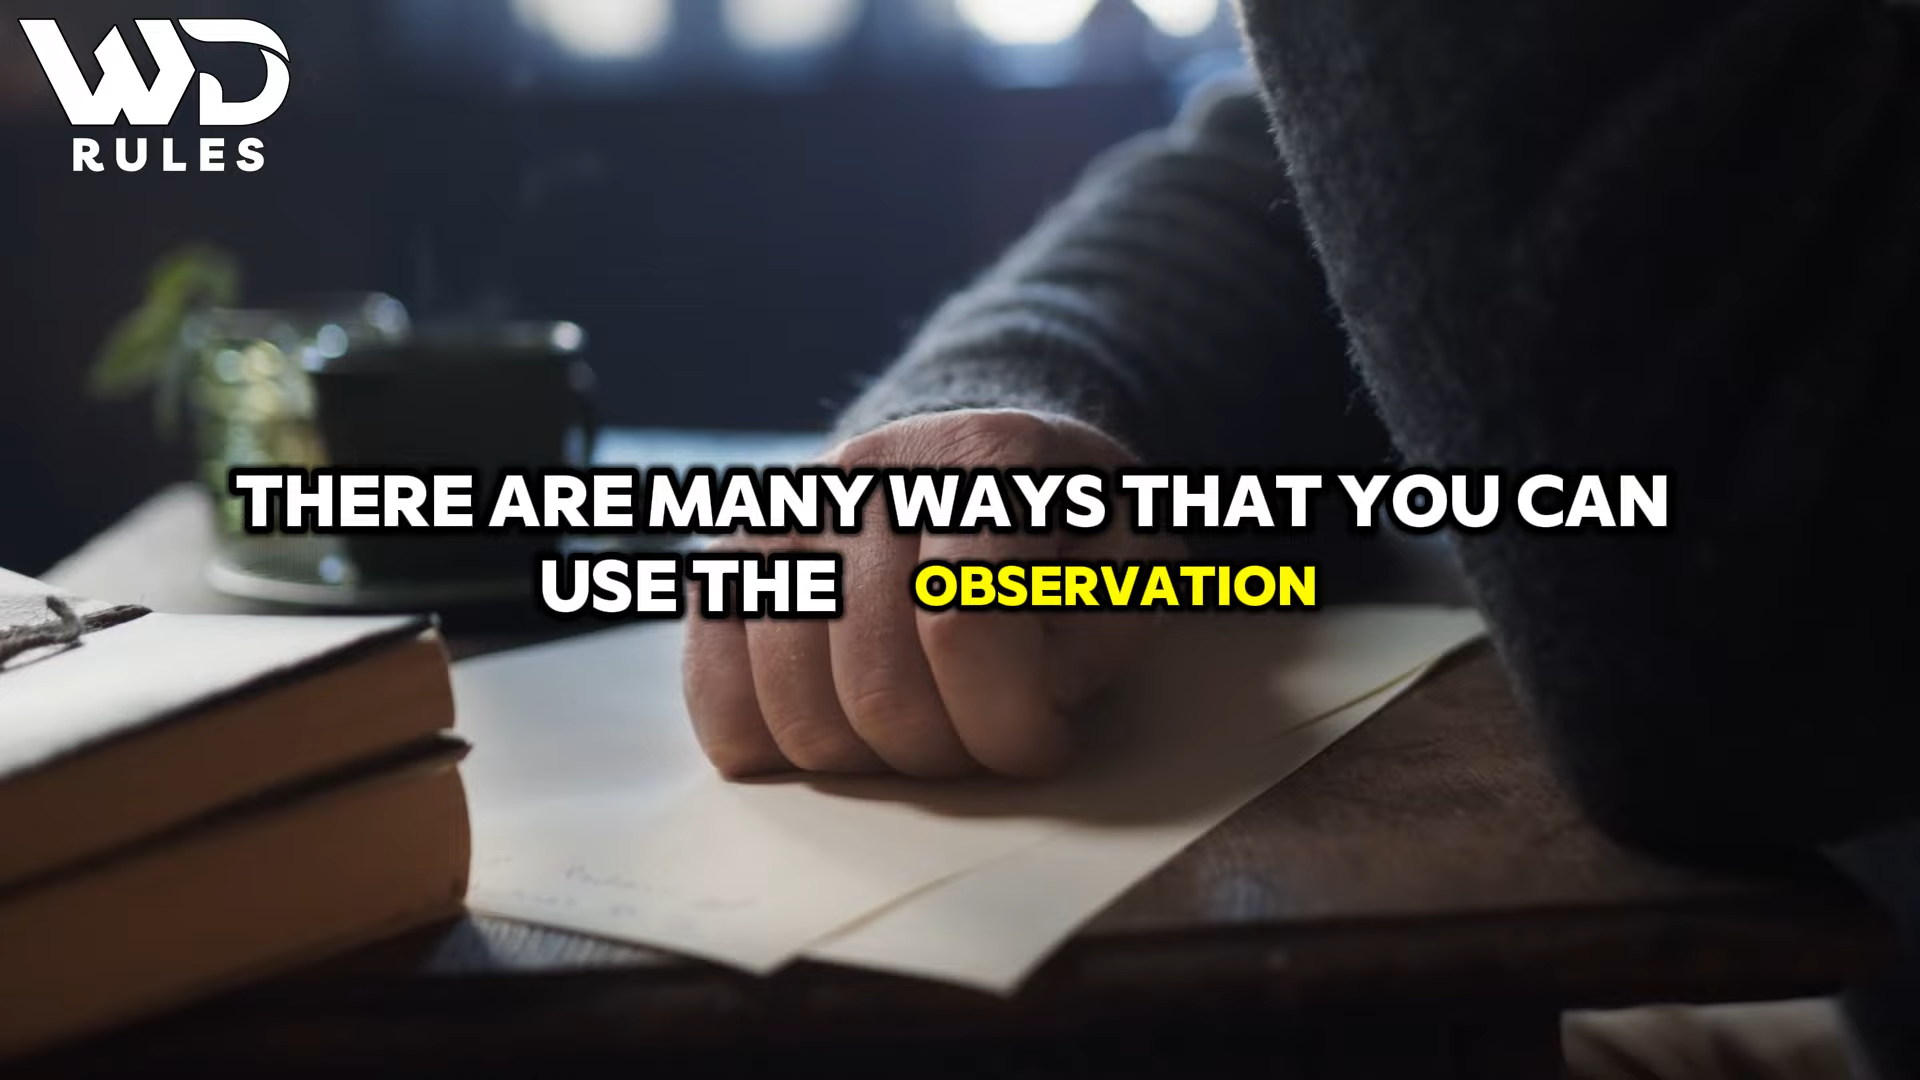 WD
RULES
THERE ARE MANY WAYS THAT YOU CAN
USE THE OBSERVATION